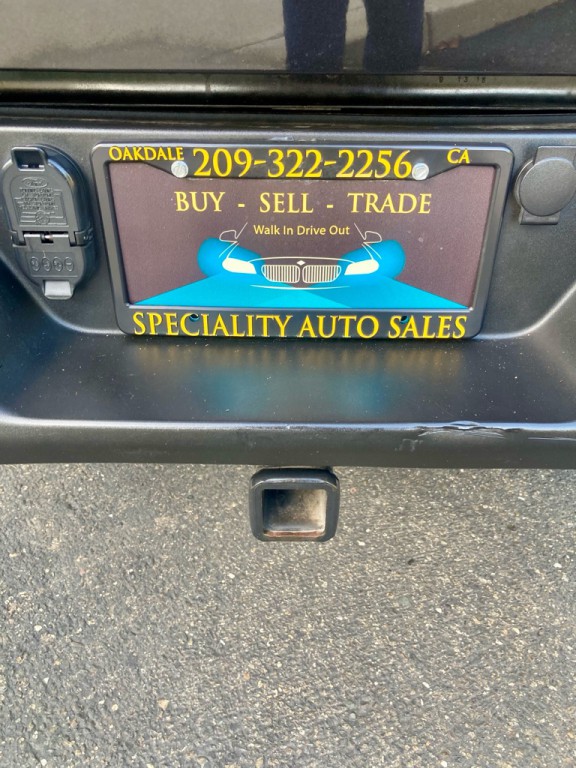 OAKDALE 209-322-2256 CA
BUY - SELL - TRADE
Walk In Drive Out
SPECIALITY AUTO SALES